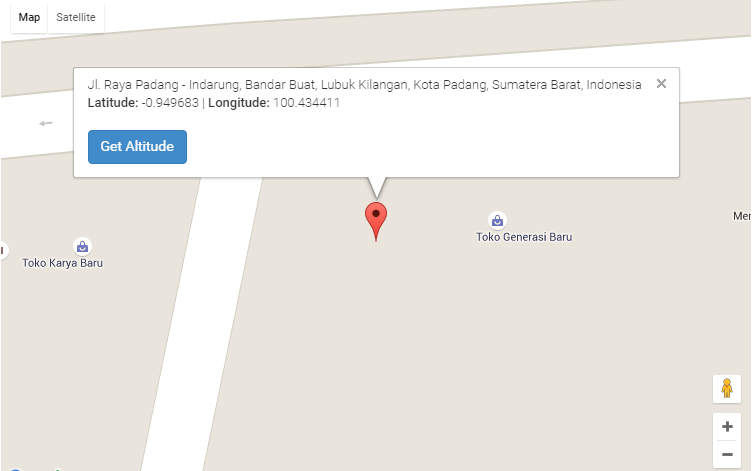 Map Satellite
Jl. Raya Padang - Indarung, Bandar Buat, Lubuk Kilangan, Kota Padang, Sumatera Barat, Indonesia
Latitude: -0.949683 | Longitude: 100.434411
Get Altitude
Toko Generasi Baru
Toko Karya Baru